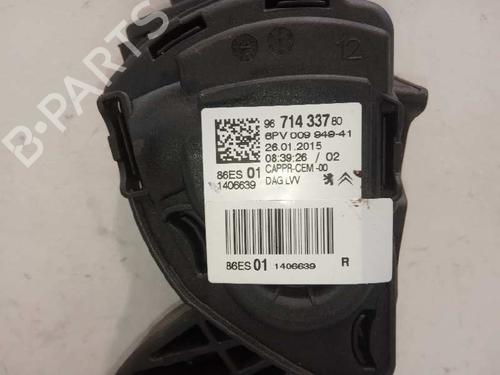 12
96 714 337 80
6PV 009 949-41
26.01.2015
08:39:26 / 02
86ES 01 CAPPR-CEM -00
1406639 DAG LVV
86ES 01 1406639 R
B-PARTS